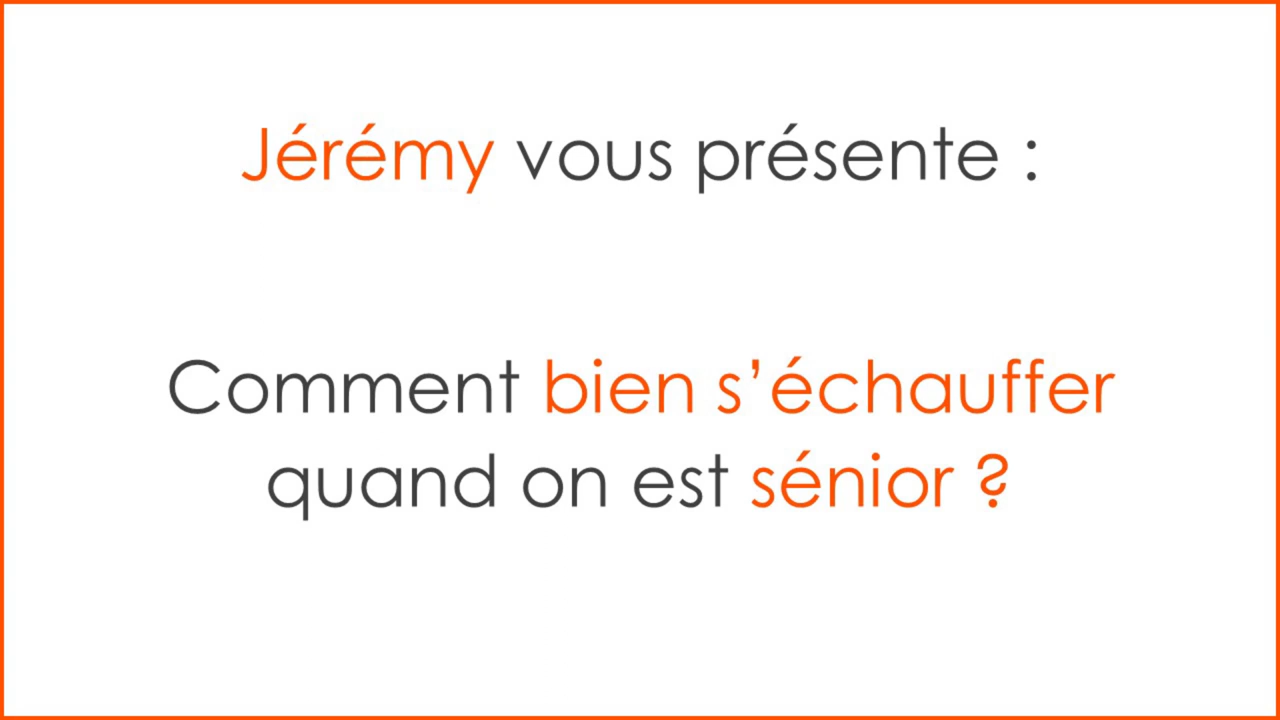 Jérémy vous présente :
Comment bien s’échauffer
quand on est sénior ?